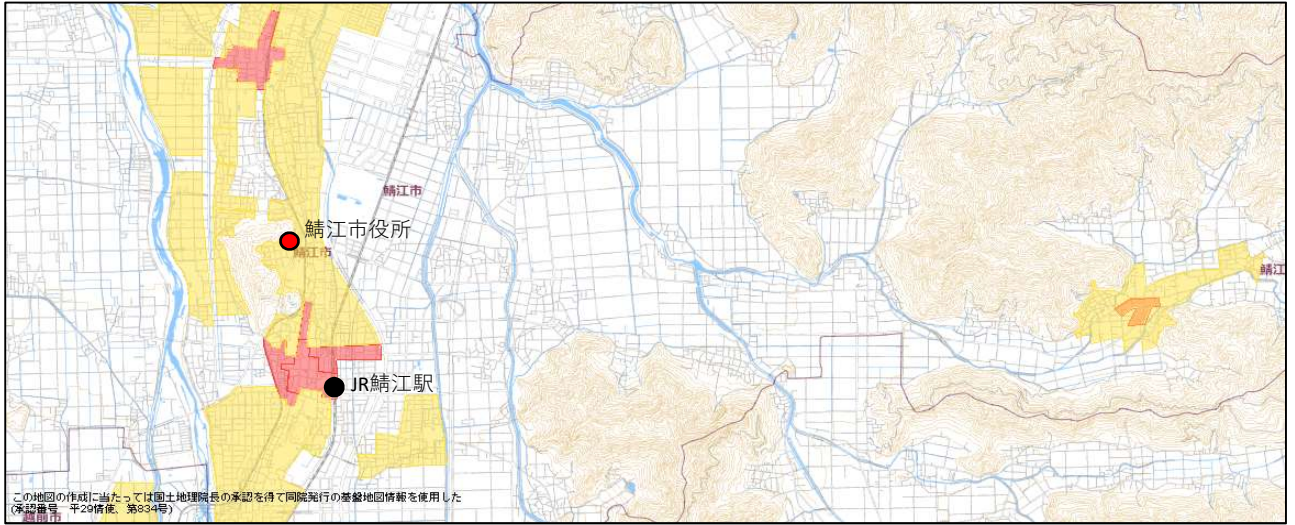 鯖江市
鯖江市役所
鯖江市
鯖江
JR鯖江駅
この地図の作成に当たっては国土地理院長の承認を得て同院発行の基盤地図情報を使用した
(承認番号 平29情使、第834号)
越前市